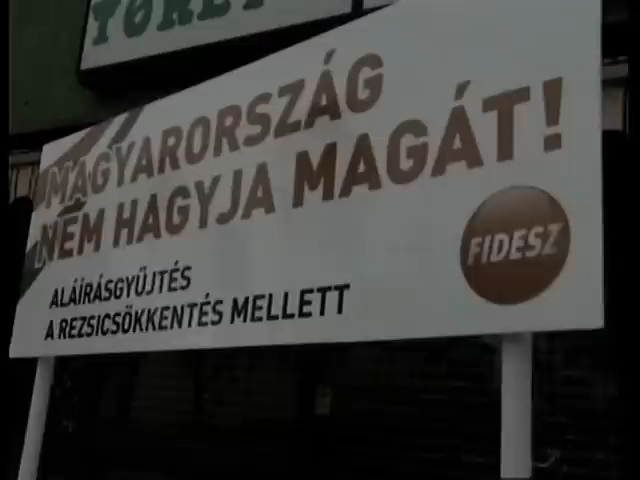 MAGYARORSZÁG
NEM HAGYJA MAGÁT!
FIDESZ
ALÁÍRÁSGYŰJTÉS
A REZSICSÖKKENTÉS MELLETT